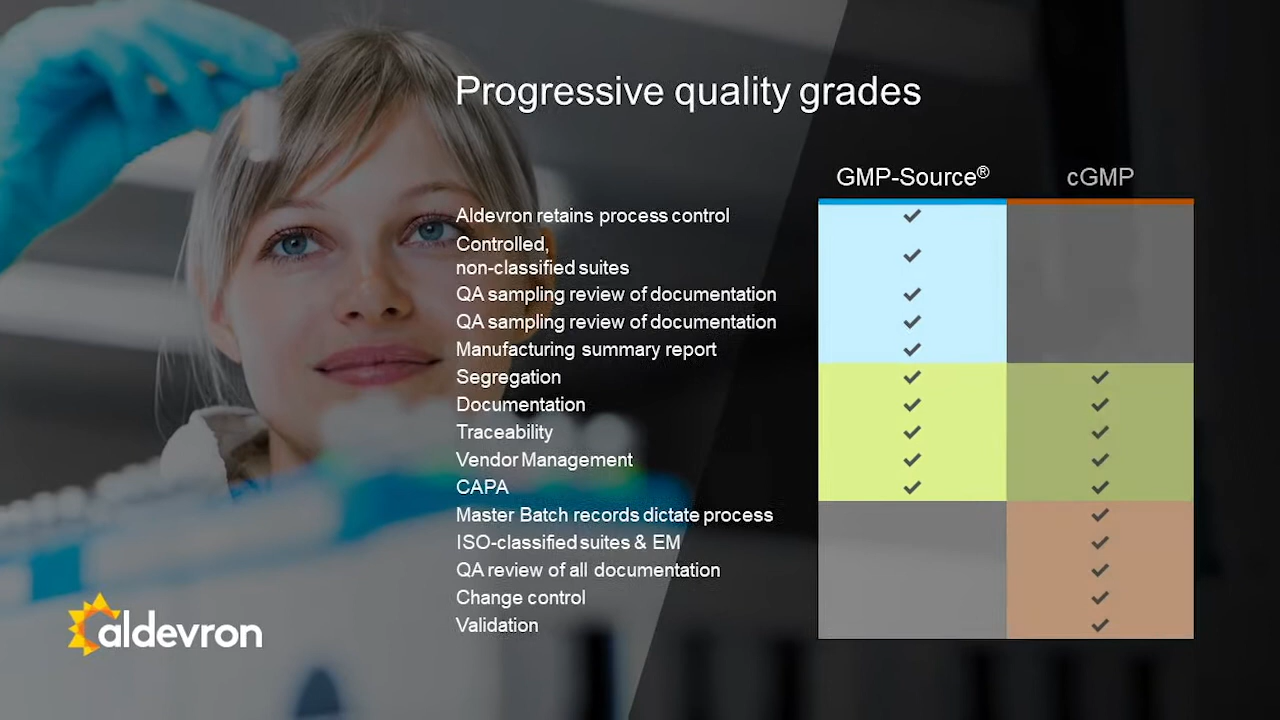 Progressive quality grades
GMP-Source® cGMP
Aldevron retains process control ✓
Controlled,
non-classified suites ✓
QA sampling review of documentation ✓
QA sampling review of documentation ✓
Manufacturing summary report ✓
Segregation ✓ ✓
Documentation ✓ ✓
Traceability ✓ ✓
Vendor Management ✓ ✓
CAPA ✓ ✓
Master Batch records dictate process ✓
ISO-classified suites & EM ✓
QA review of all documentation ✓
Change control ✓
Validation ✓
aldevron